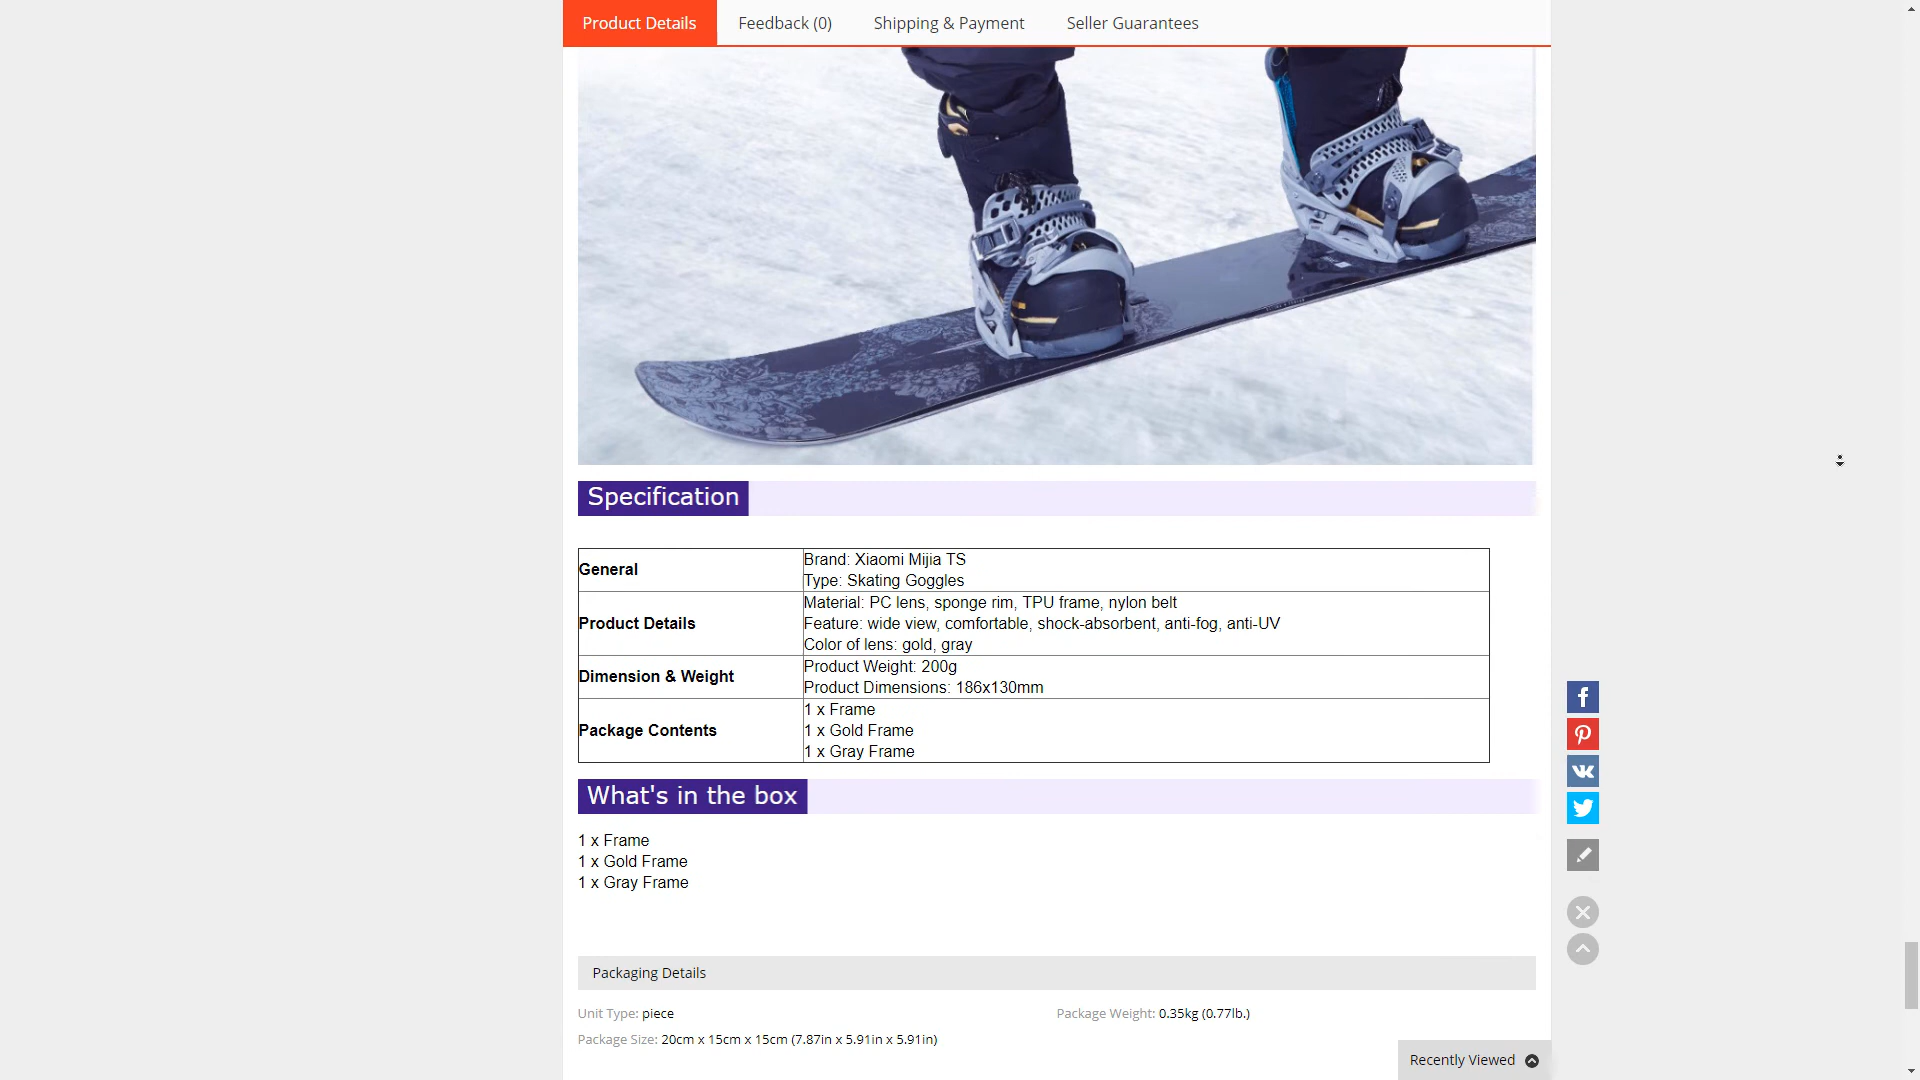 Product Details Feedback (0) Shipping & Payment Seller Guarantees
Specification
General
Brand: Xiaomi Mijia TS
Type: Skating Goggles
Product Details
Material: PC lens, sponge rim, TPU frame, nylon belt
Feature: wide view, comfortable, shock-absorbent, anti-fog, anti-UV
Color of lens: gold, gray
Dimension & Weight
Product Weight: 200g
Product Dimensions: 186x130mm
Package Contents
1 x Frame
1 x Gold Frame
1 x Gray Frame
What's in the box
1 x Frame
1 x Gold Frame
1 x Gray Frame
Packaging Details
Unit Type: piece
Package Weight: 0.35kg (0.77lb.)
Package Size: 20cm x 15cm x 15cm (7.87in x 5.91in x 5.91in)
Recently Viewed